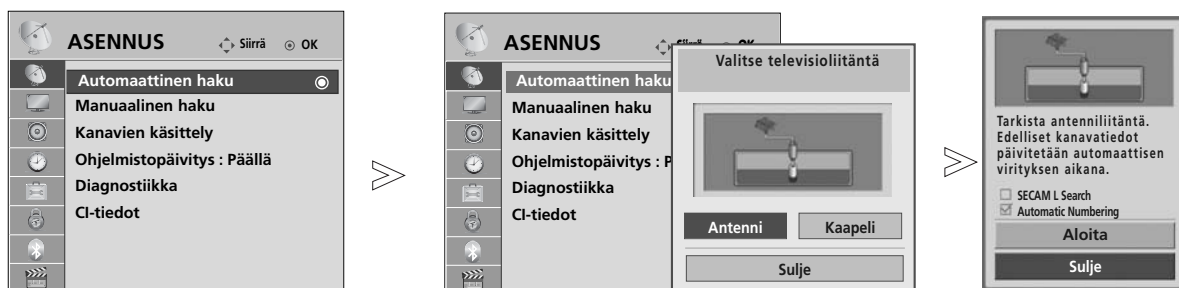 ASENNUS
Siirrä
OK
Automaattinen haku
Manuaalinen haku
Kanavien käsittely
Ohjelmistopäivitys : Päällä
Diagnostiikka
CI-tiedot
ASENNUS
Siirrä
OK
Automaattinen haku
Manuaalinen haku
Kanavien käsittely
Ohjelmistopäivitys : P
Diagnostiikka
CI-tiedot
Valitse televisioliitäntä
Antenni
Kaapeli
Sulje
Tarkista antenniliitäntä.
Edelliset kanavatiedot
päivitetään automaattisen
virityksen aikana.
SECAM L Search
Automatic Numbering
Aloita
Sulje